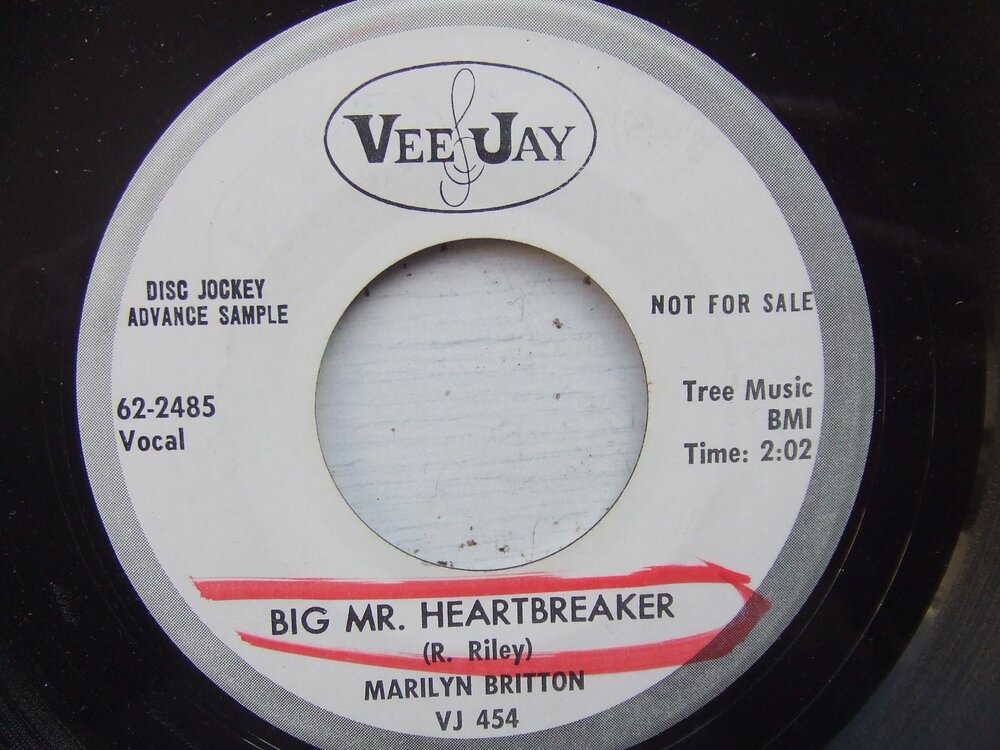 VEE JAY
DISC JOCKEY
ADVANCE SAMPLE
NOT FOR SALE
62-2485
Vocal
Tree Music
BMI
Time: 2:02
BIG MR. HEARTBREAKER
(R. Riley)
MARILYN BRITTON
VJ 454